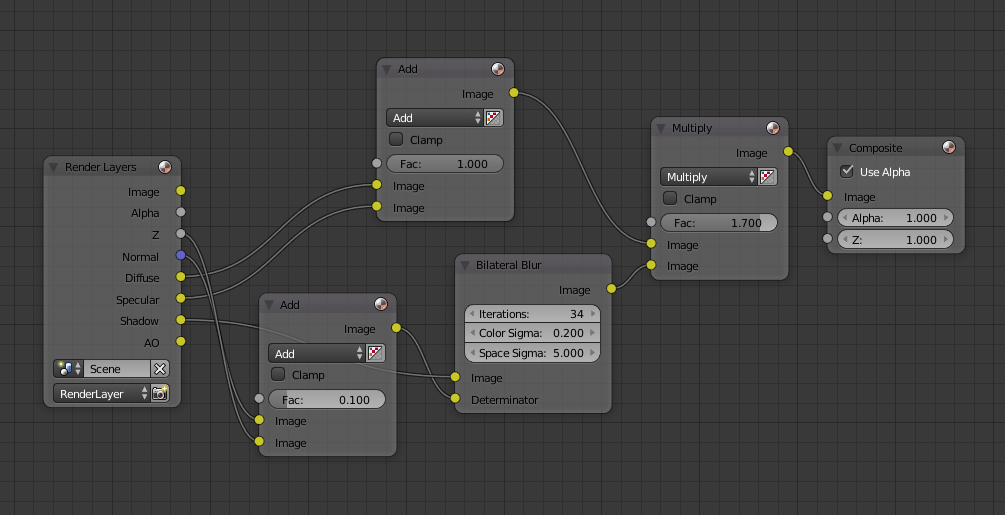 Render Layers
Image
Alpha
Z
Normal
Diffuse
Specular
Shadow
AO
Scene
RenderLayer
Add
Image
Add
Clamp
Fac: 1.000
Image
Image
Add
Image
Add
Clamp
Fac: 0.100
Image
Image
Bilateral Blur
Image
Iterations: 34
Color Sigma: 0.200
Space Sigma: 5.000
Image
Determinator
Multiply
Image
Multiply
Clamp
Fac: 1.700
Image
Image
Composite
Use Alpha
Image
Alpha: 1.000
Z: 1.000